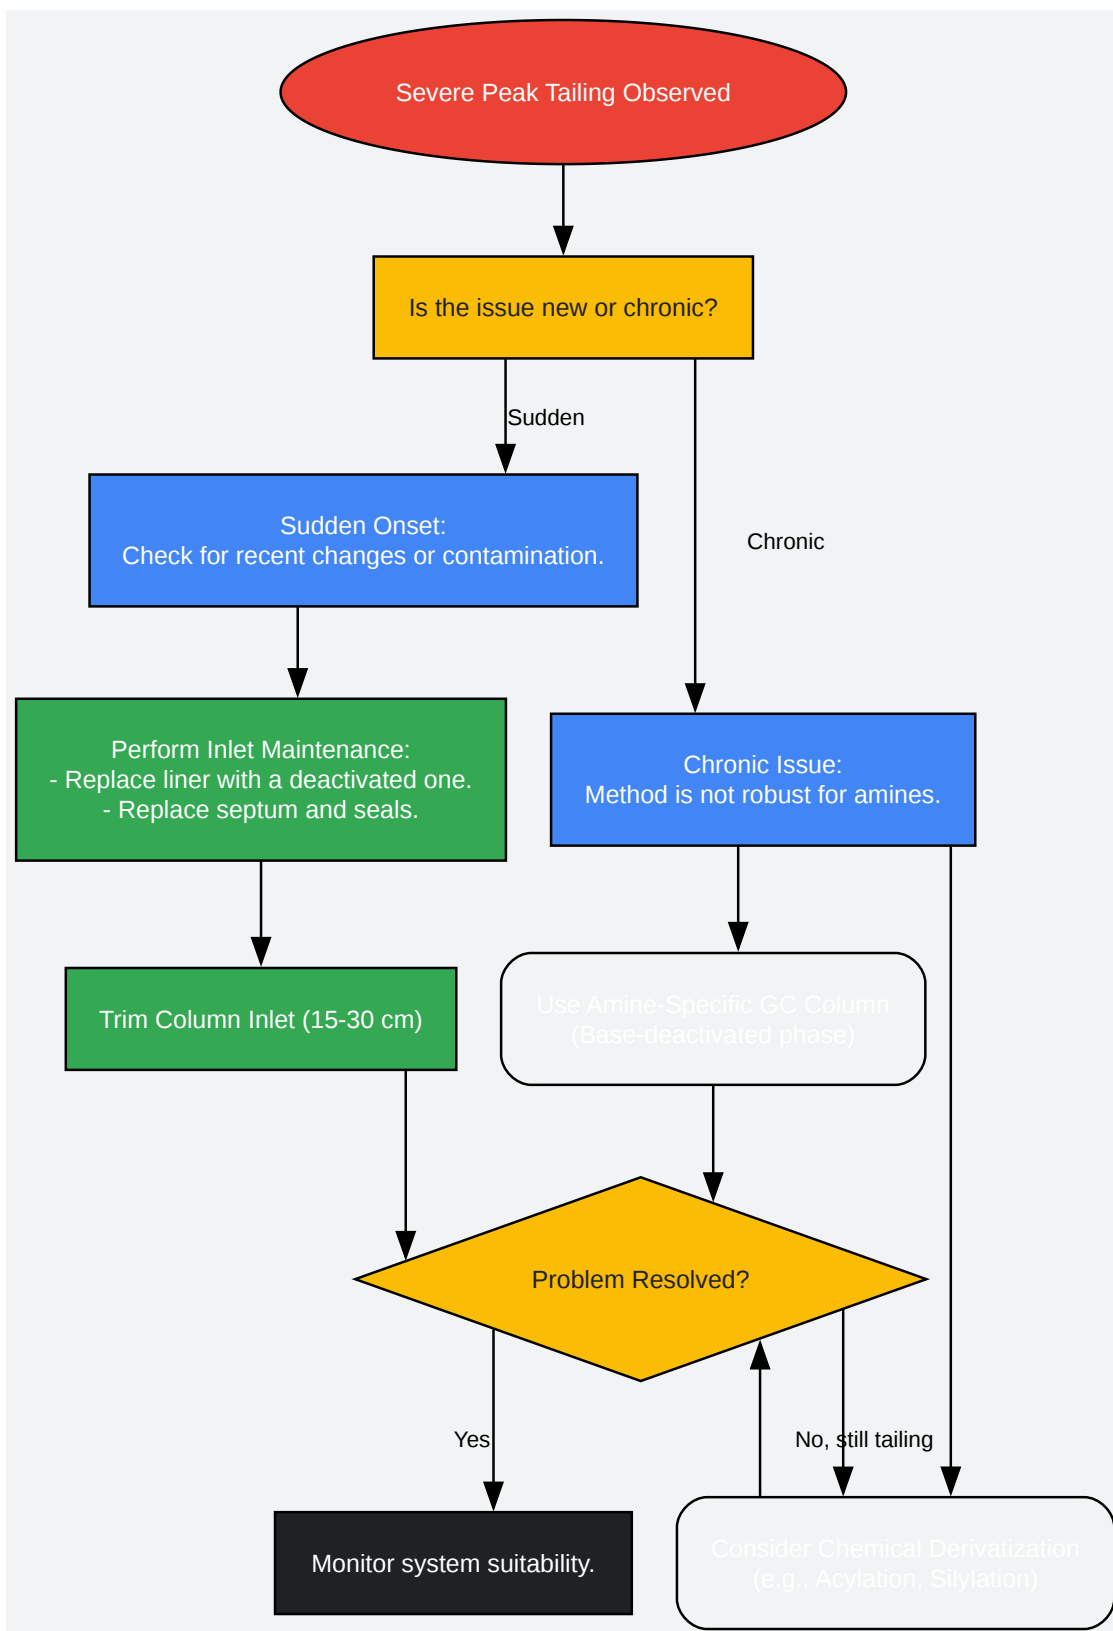 Severe Peak Tailing Observed
Is the issue new or chronic?
Sudden
Sudden Onset:
Check for recent changes or contamination.
Chronic
Perform Inlet Maintenance:
- Replace liner with a deactivated one.
- Replace septum and seals.
Chronic Issue:
Method is not robust for amines.
Trim Column Inlet (15-30 cm)
Use Amine-Specific GC Column
(Base-deactivated phase)
Problem Resolved?
Yes
No, still tailing
Monitor system suitability.
Consider Chemical Derivatization
(e.g., Acylation, Silylation)